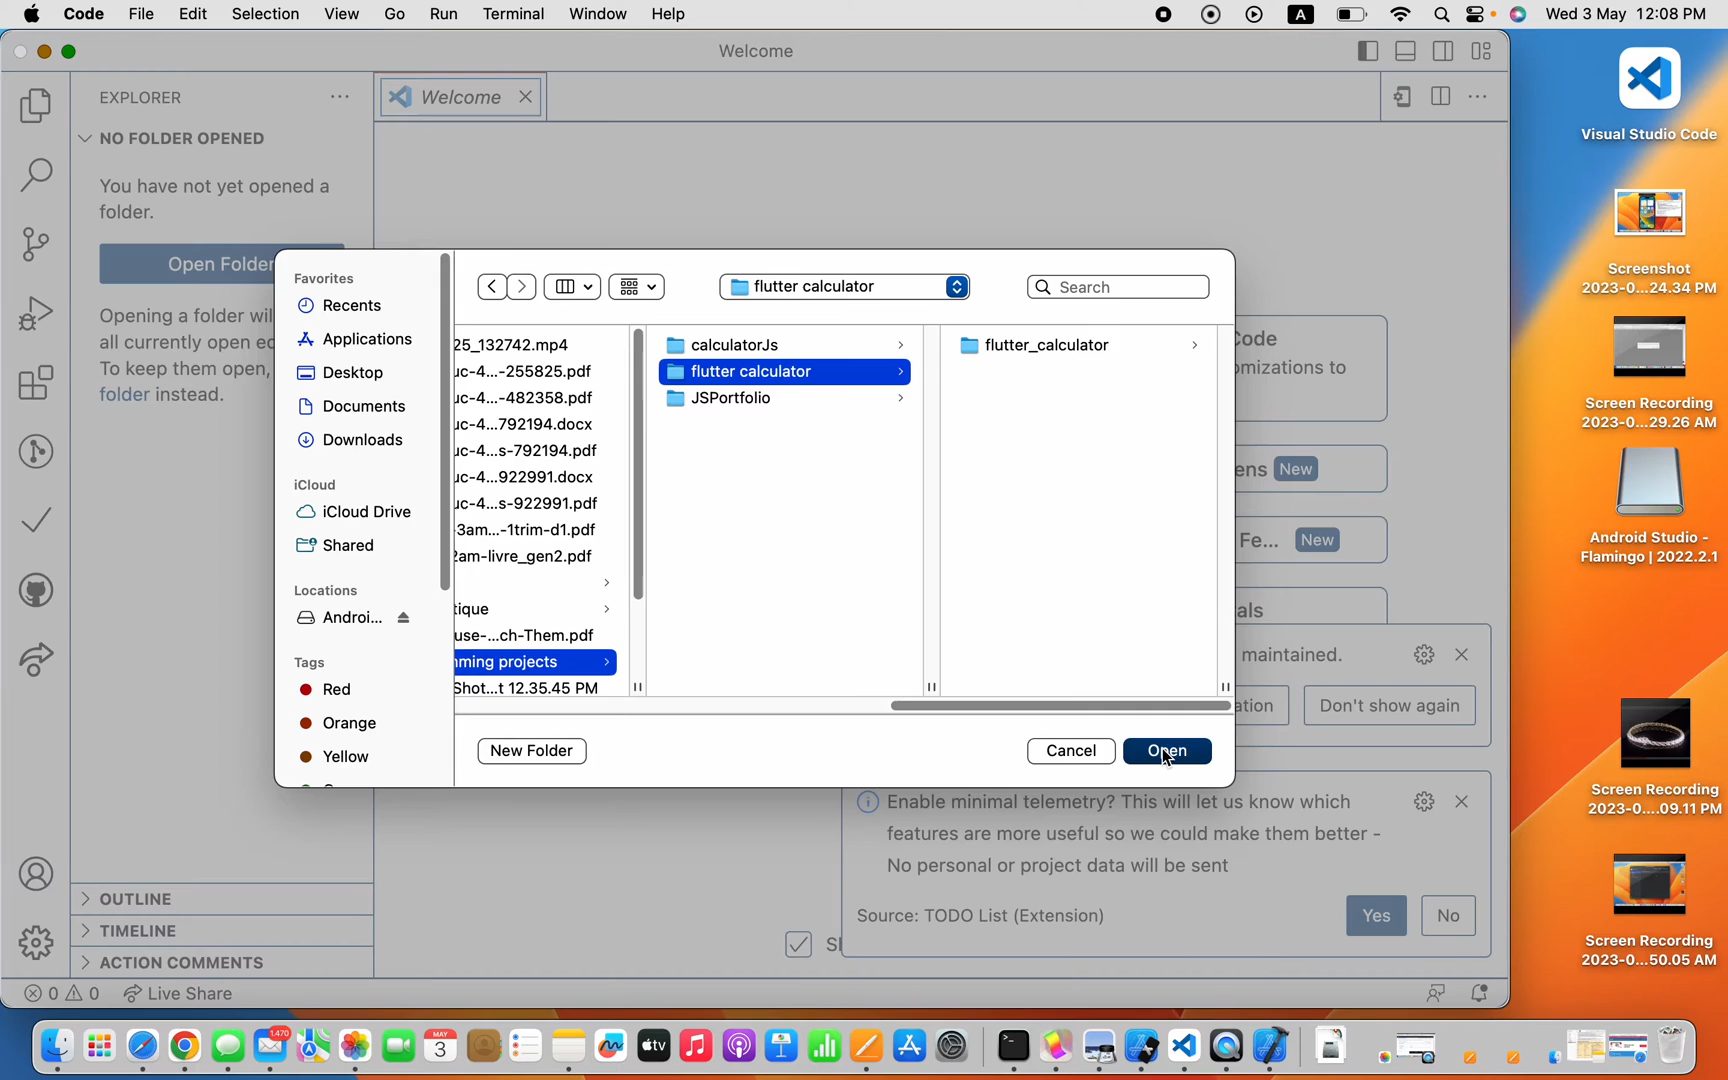 Code File Edit Selection View Go Run Terminal Window Help A Wed 3 May 12:08 PM
Welcome
EXPLORER
Welcome
NO FOLDER OPENED
You have not yet opened a
folder.
Open Folder
Opening a folder wil
all currently open e
To keep them open,
folder instead.
OUTLINE
TIMELINE
ACTION COMMENTS
0 0 Live Share
Favorites
Recents
Applications
Desktop
Documents
Downloads
iCloud
iCloud Drive
Shared
Locations
Androi...
Tags
Red
Orange
Yellow
flutter calculator
Search
25_132742.mp4
uc-4...-255825.pdf
uc-4...-482358.pdf
uc-4...792194.docx
uc-4...s-792194.pdf
uc-4...922991.docx
uc-4...s-922991.pdf
3am...-1trim-d1.pdf
2am-livre_gen2.pdf
tique
use-...ch-Them.pdf
mming projects
Shot...t 12.35.45 PM
calculatorJs
flutter calculator
JSPortfolio
flutter_calculator
New Folder
Cancel
Open
Code
omizations to
ens New
Fe... New
als
maintained.
ation
Don't show again
Enable minimal telemetry? This will let us know which
features are more useful so we could make them better -
No personal or project data will be sent
Source: TODO List (Extension)
Yes
No
Visual Studio Code
Screenshot
2023-0...24.34 PM
Screen Recording
2023-0...29.26 AM
Android Studio -
Flamingo | 2022.2.1
Screen Recording
2023-0....09.11 PM
Screen Recording
2023-0...50.05 AM
1,470
MAY
3
tv